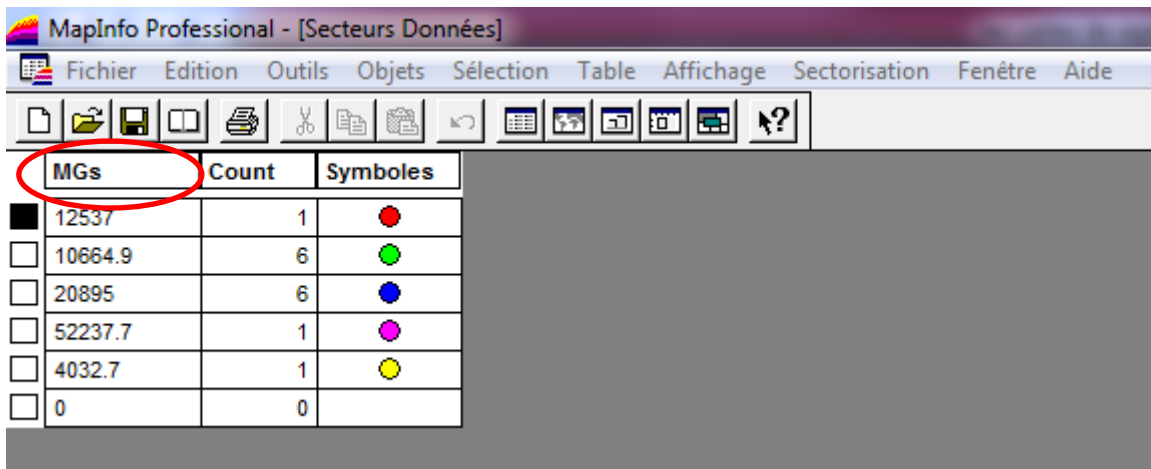 MapInfo Professional - [Secteurs Données]
Fichier Edition Outils Objets Sélection Table Affichage Sectorisation Fenêtre Aide
MGs Count Symboles
12537 1
10664.9 6
20895 6
52237.7 1
4032.7 1
0 0